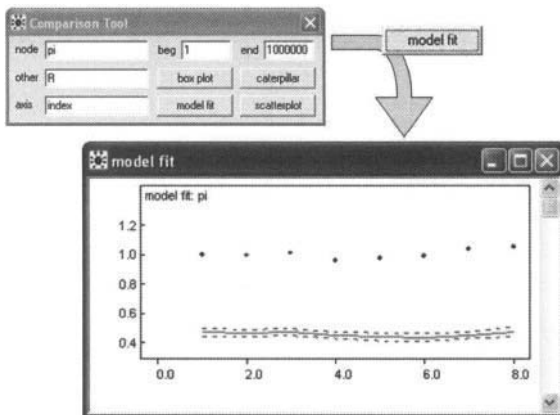 Comparison Tool
node pi beg 1 end 1000000
other R box plot caterpillar
axis index model fit scatterplot
model fit
model fit
model fit: pi
1.2
1.0
0.8
0.6
0.4
0.0 2.0 4.0 6.0 8.0